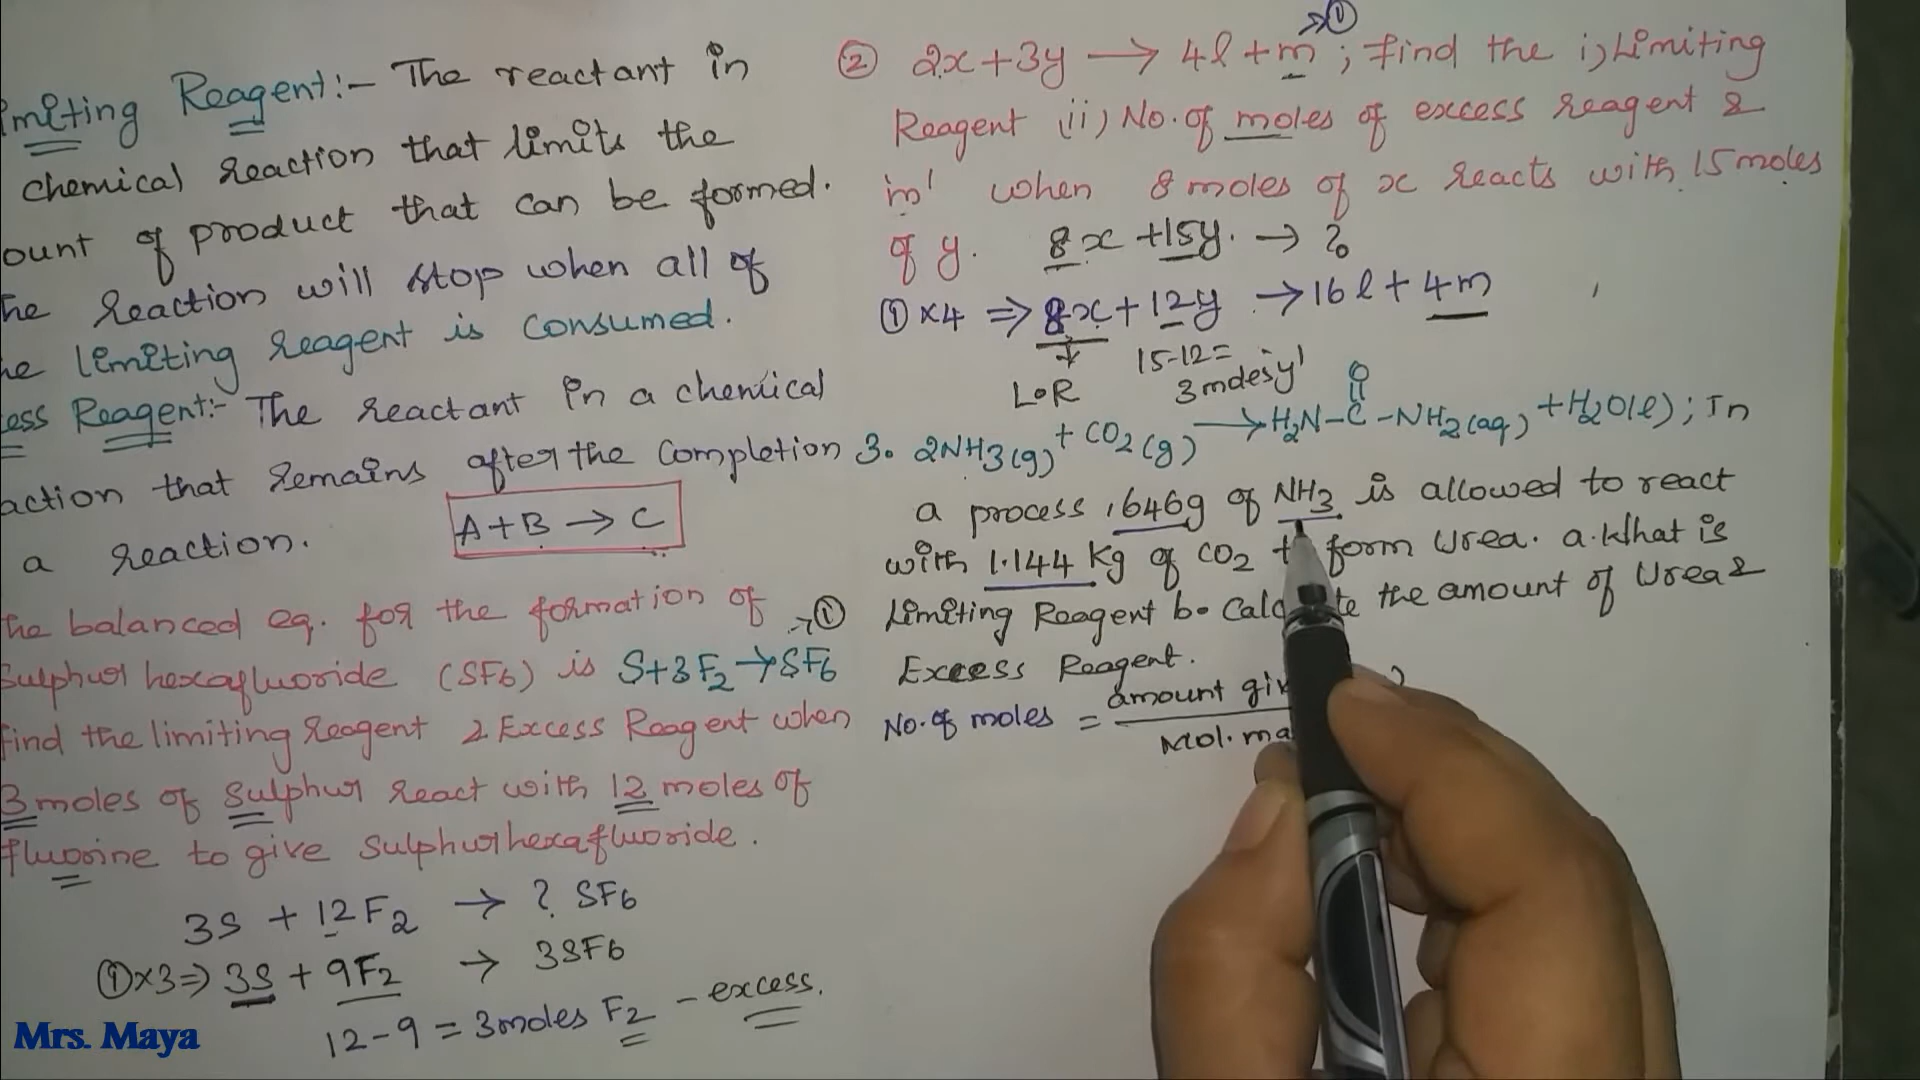 imiting Reagent:- The reactant in
chemical reaction that limits the
ount of product that can be formed.
he reaction will stop when all of
he limiting reagent is consumed.
cess Reagent:- The reactant in a chemical
action that remains after the completion
a reaction.
A+B → C
he balanced eq. for the formation of
Sulphur hexafluoride (SF6) is S+3F2→SF6 →①
find the limiting Reagent & Excess Reagent when
3 moles of Sulphur react with 12 moles of
fluorine to give sulphurhexafluoride.
3S + 12F2 → ? SF6
①×3⇒ 3S + 9F2 → 3SF6
12-9 = 3moles F2 - excess.
② 2x+3y → 4l+m →①; find the i) Limiting
Reagent ii) No. of moles of excess reagent &
'm' when 8 moles of x reacts with 15 moles
of y. 8x +15y. → ?
①×4 ⇒ 8x+12y → 16l+4m
↓ 15-12=
L.R 3moles'y'
O
3. 2NH3(g)+CO2(g) → H2N-C-NH2(aq)+H2O(l); In
a process, 646g of NH3 is allowed to react
with 1.144 Kg of CO2 t form Urea. a. What is
Limiting Reagent b. Calc te the amount of Urea &
Excess Reagent.
No. of moles = amount giv
Mol. ma
Mrs. Maya